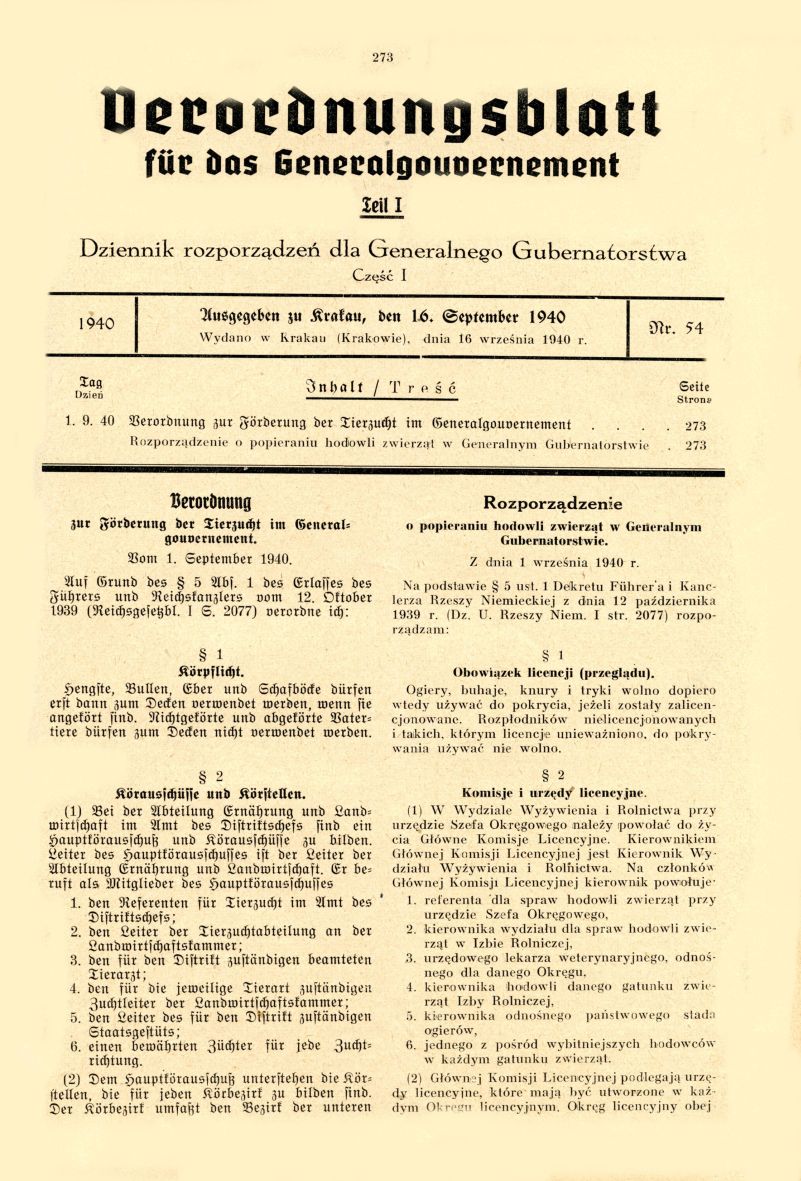 273
Verordnungsblatt
für das Generalgouvernement
Teil I
Dziennik rozporządzeń dla Generalnego Gubernatorstwa
Część I
1940
Ausgegeben zu Krakau, den 16. September 1940
Wydano w Krakau (Krakowie), dnia 16 września 1940 r.
Nr. 54
Tag
Dzień
Inhalt / Treść
Seite
Strona
1. 9. 40 Verordnung zur Förderung der Tierzucht im Generalgouvernement . . . . 273
Rozporządzenie o popieraniu hodowli zwierząt w Generalnym Gubernatorstwie . 273
Verordnung
zur Förderung der Tierzucht im General-
gouvernement.
Vom 1. September 1940.
Auf Grund des § 5 Abs. 1 des Erlasses des
Führers und Reichskanzlers vom 12. Oktober
1939 (Reichsgesetzbl. I S. 2077) verordne ich:
§ 1
Körpflicht.
Hengste, Bullen, Eber und Schafböcke dürfen
erst dann zum Decken verwendet werden, wenn sie
angekört sind. Nichtgekörte und abgekörte Vater-
tiere dürfen zum Decken nicht verwendet werden.
§ 2
Körausschüsse und Körstellen.
(1) Bei der Abteilung Ernährung und Land-
wirtschaft im Amt des Distriktschefs sind ein
Hauptkörausschuß und Körausschüsse zu bilden.
Leiter des Hauptkörausschusses ist der Leiter der
Abteilung Ernährung und Landwirtschaft. Er be-
ruft als Mitglieder des Hauptkörausschusses
1. den Referenten für Tierzucht im Amt des
Distriktschefs;
2. den Leiter der Tierzuchtabteilung an der
Landwirtschaftskammer;
3. den für den Distrikt zuständigen beamteten
Tierarzt;
4. den für die jeweilige Tierart zuständigen
Zuchtleiter der Landwirtschaftskammer;
5. den Leiter des für den Distrikt zuständigen
Staatsgestüts;
6. einen bewährten Züchter für jede Zucht-
richtung.
(2) Dem Hauptkörausschuß unterstehen die Kör-
stellen, die für jeden Körbezirk zu bilden sind.
Der Körbezirk umfaßt den Bezirk der unteren
Rozporządzenie
o popieraniu hodowli zwierząt w Generalnym
Gubernatorstwie.
Z dnia 1 września 1940 r.
Na podstawie § 5 ust. 1 Dekretu Führer'a i Kanc-
lerza Rzeszy Niemieckiej z dnia 12 października
1939 r. (Dz. U. Rzeszy Niem. I str. 2077) rozpo-
rządzam:
§ 1
Obowiązek licencji (przeglądu).
Ogiery, buhaje, knury i tryki wolno dopiero
wtedy używać do pokrycia, jeżeli zostały zalicen-
cjonowane. Rozpłodników nielicencjonowanych
i takich, którym licencje unieważniono, do pokry-
wania używać nie wolno.
§ 2
Komisje i urzędy licencyjne.
(1) W Wydziale Wyżywienia i Rolnictwa przy
urzędzie Szefa Okręgowego należy powołać do ży-
cia Główne Komisje Licencyjne. Kierownikiem
Głównej Komisji Licencyjnej jest Kierownik Wy-
działu Wyżywienia i Rolnictwa. Na członków
Głównej Komisji Licencyjnej kierownik powołuje:
1. referenta dla spraw hodowli zwierząt przy
urzędzie Szefa Okręgowego,
2. kierownika wydziału dla spraw hodowli zwie-
rząt w Izbie Rolniczej,
3. urzędowego lekarza weterynaryjnego, odnoś-
nego dla danego Okręgu,
4. kierownika hodowli danego gatunku zwie-
rząt Izby Rolniczej,
5. kierownika odnośnego państwowego stada
ogierów,
6. jednego z pośród wybitniejszych hodowców
w każdym gatunku zwierząt.
(2) Głównej Komisji Licencyjnej podlegają urzę-
dy licencyjne, które mają być utworzone w każ-
dym Okręgu licencyjnym. Okręg licencyjny obej